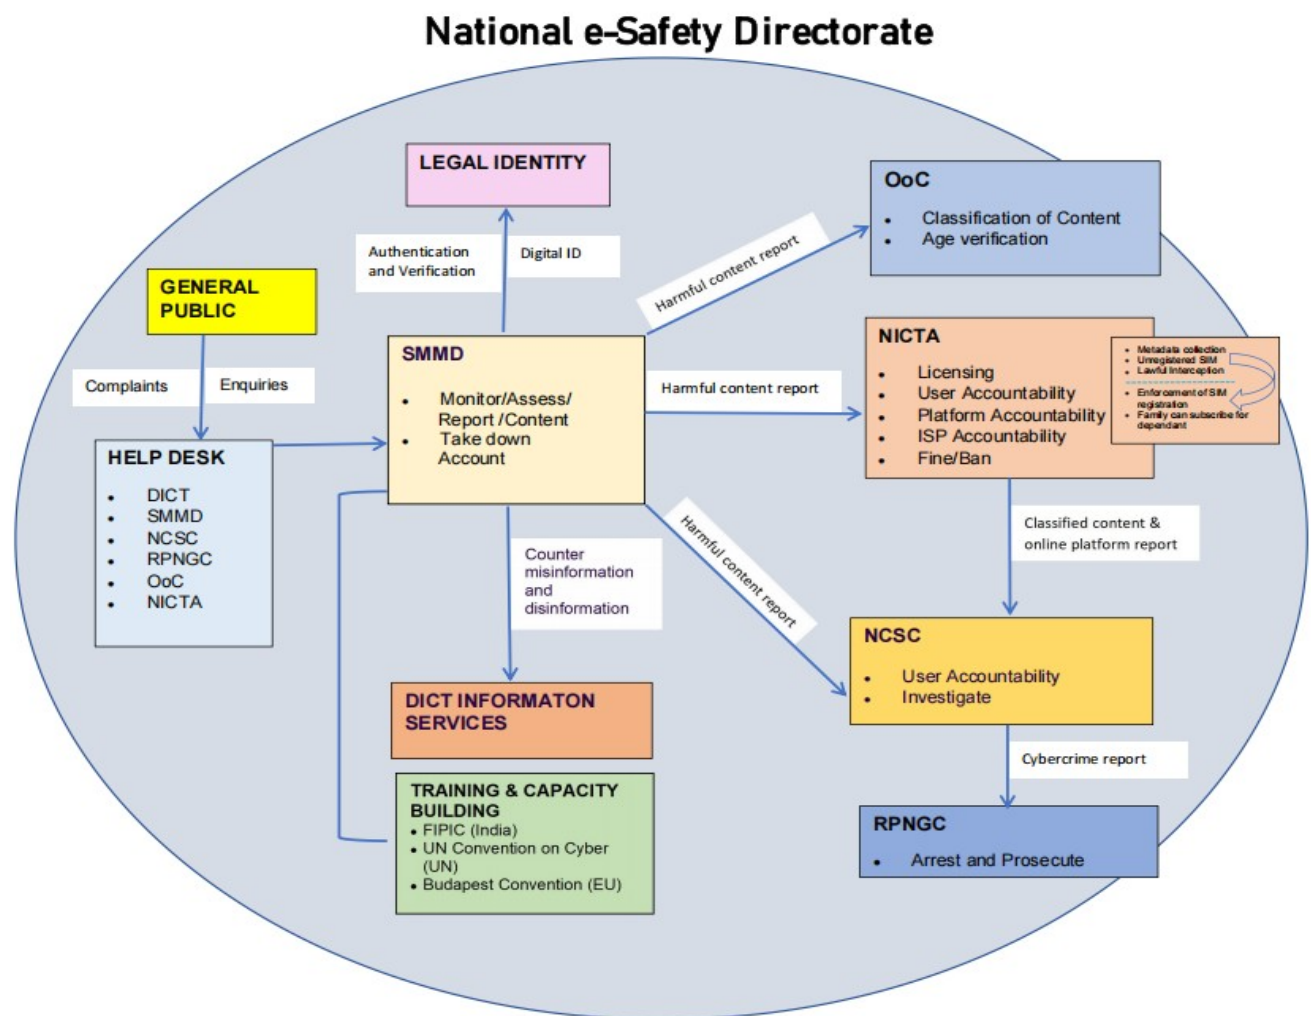 National e-Safety Directorate
LEGAL IDENTITY
Authentication
and Verification
Digital ID
GENERAL
PUBLIC
Complaints
Enquiries
HELP DESK
• DICT
• SMMD
• NCSC
• RPNGC
• OoC
• NICTA
SMMD
• Monitor/Assess/
Report /Content
• Take down
Account
Harmful content report
OoC
• Classification of Content
• Age verification
Harmful content report
NICTA
• Licensing
• User Accountability
• Platform Accountability
• ISP Accountability
• Fine/Ban
• Metadata collection
• Unregistered SIM
• Lawful Interception
• Enforcement of SIM
registration
• Family can subscribe for
dependant
Harmful content report
Classified content &
online platform report
Counter
misinformation
and
disinformation
NCSC
• User Accountability
• Investigate
DICT INFORMATON
SERVICES
Cybercrime report
TRAINING & CAPACITY
BUILDING
• FIPIC (India)
• UN Convention on Cyber
(UN)
• Budapest Convention (EU)
RPNGC
• Arrest and Prosecute